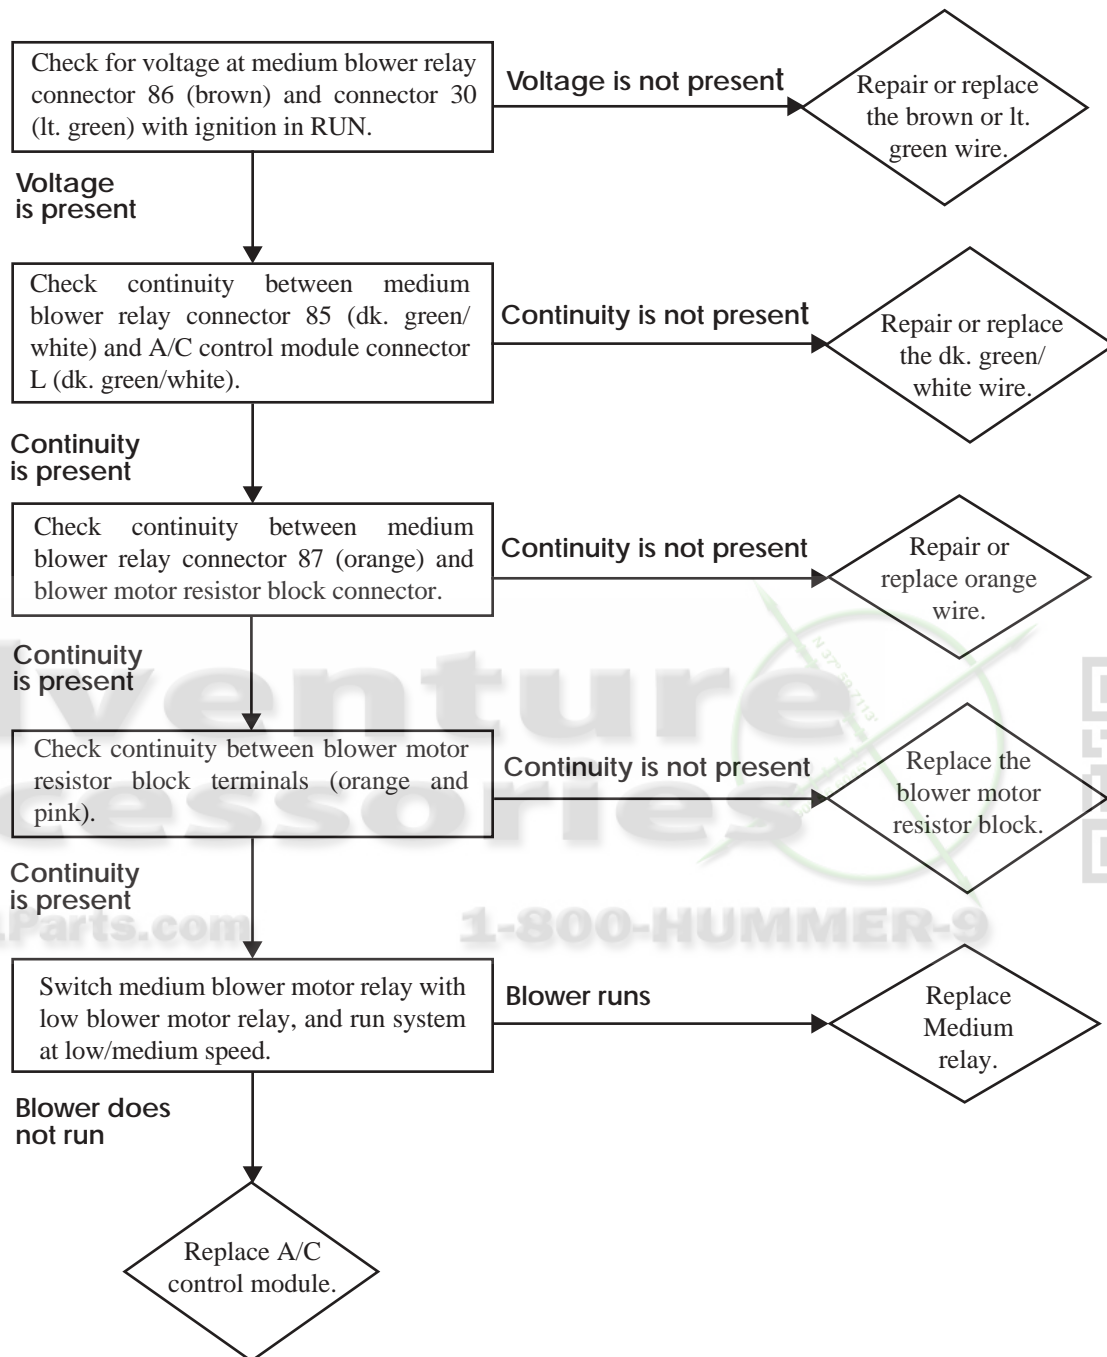 Check for voltage at medium blower relay
connector 86 (brown) and connector 30
(lt. green) with ignition in RUN.
Voltage is not present
Repair or replace
the brown or lt.
green wire.
Voltage
is present
Check continuity between medium
blower relay connector 85 (dk. green/
white) and A/C control module connector
L (dk. green/white).
Continuity is not present
Repair or replace
the dk. green/
white wire.
Continuity
is present
Check continuity between medium
blower relay connector 87 (orange) and
blower motor resistor block connector.
Continuity is not present
Repair or
replace orange
wire.
Continuity
is present
Check continuity between blower motor
resistor block terminals (orange and
pink).
Continuity is not present
Replace the
blower motor
resistor block.
Continuity
is present
Switch medium blower motor relay with
low blower motor relay, and run system
at low/medium speed.
Blower runs
Replace
Medium
relay.
Blower does
not run
Replace A/C
control module.
venture
cessories
Parts.com
1-800-HUMMER-9